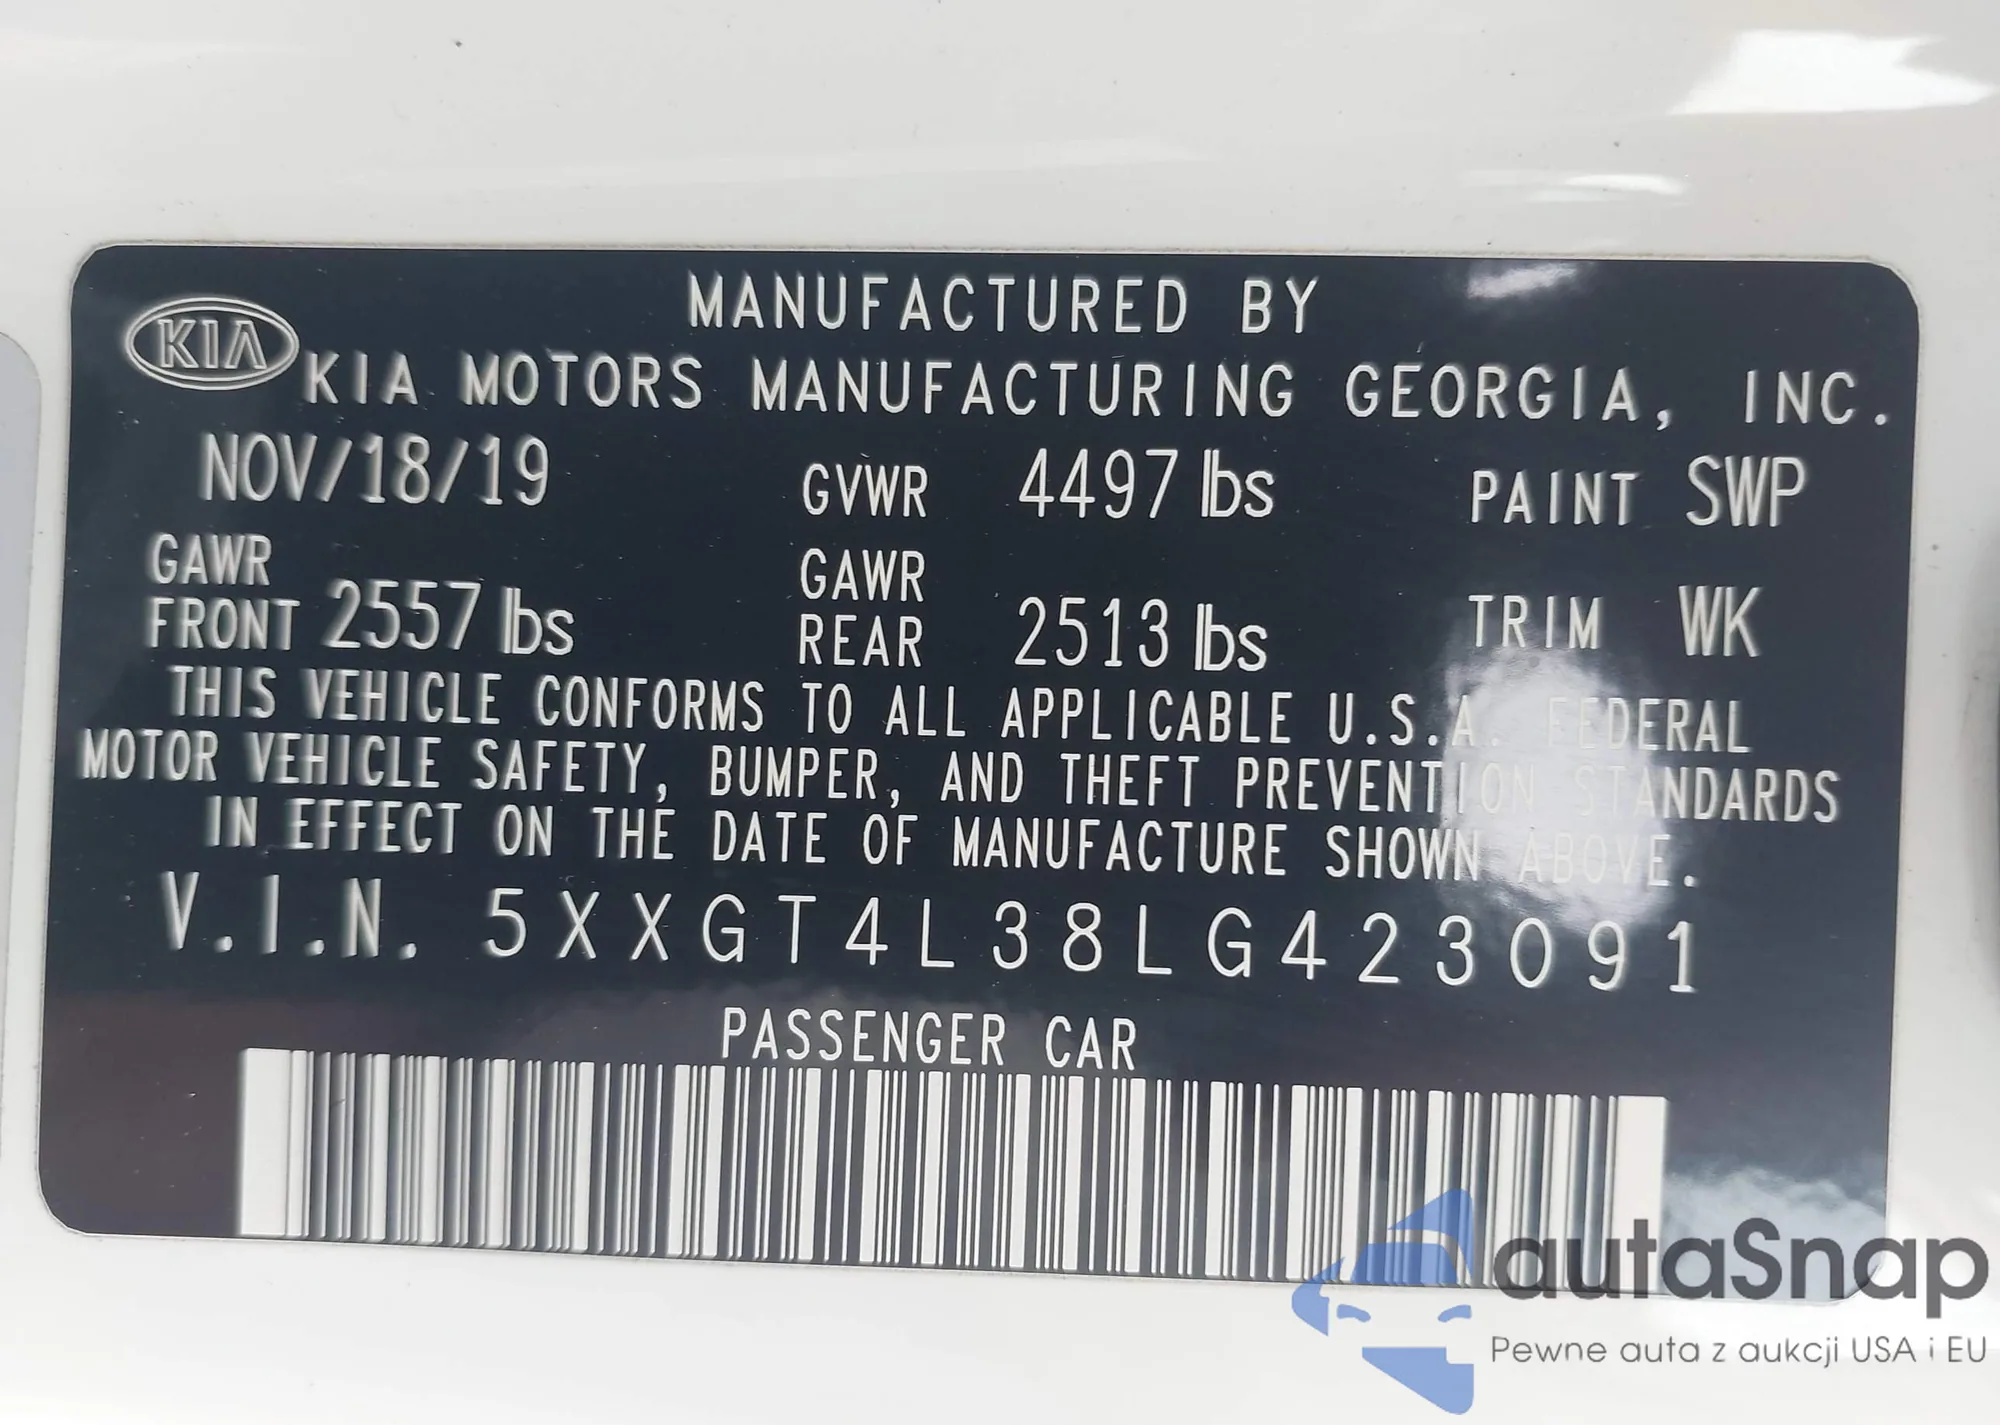 MANUFACTURED BY
KIA KIA MOTORS MANUFACTURING GEORGIA, INC.
NOV/18/19 GVWR 4497 lbs PAINT SWP
GAWR FRONT 2557 lbs GAWR REAR 2513 lbs TRIM WK
THIS VEHICLE CONFORMS TO ALL APPLICABLE U.S.A. FEDERAL
MOTOR VEHICLE SAFETY, BUMPER, AND THEFT PREVENTION STANDARDS
IN EFFECT ON THE DATE OF MANUFACTURE SHOWN ABOVE.
V.I.N. 5XXGT4L38LG423091
PASSENGER CAR
autaSnap
Pewne auta z aukcji USA i EU